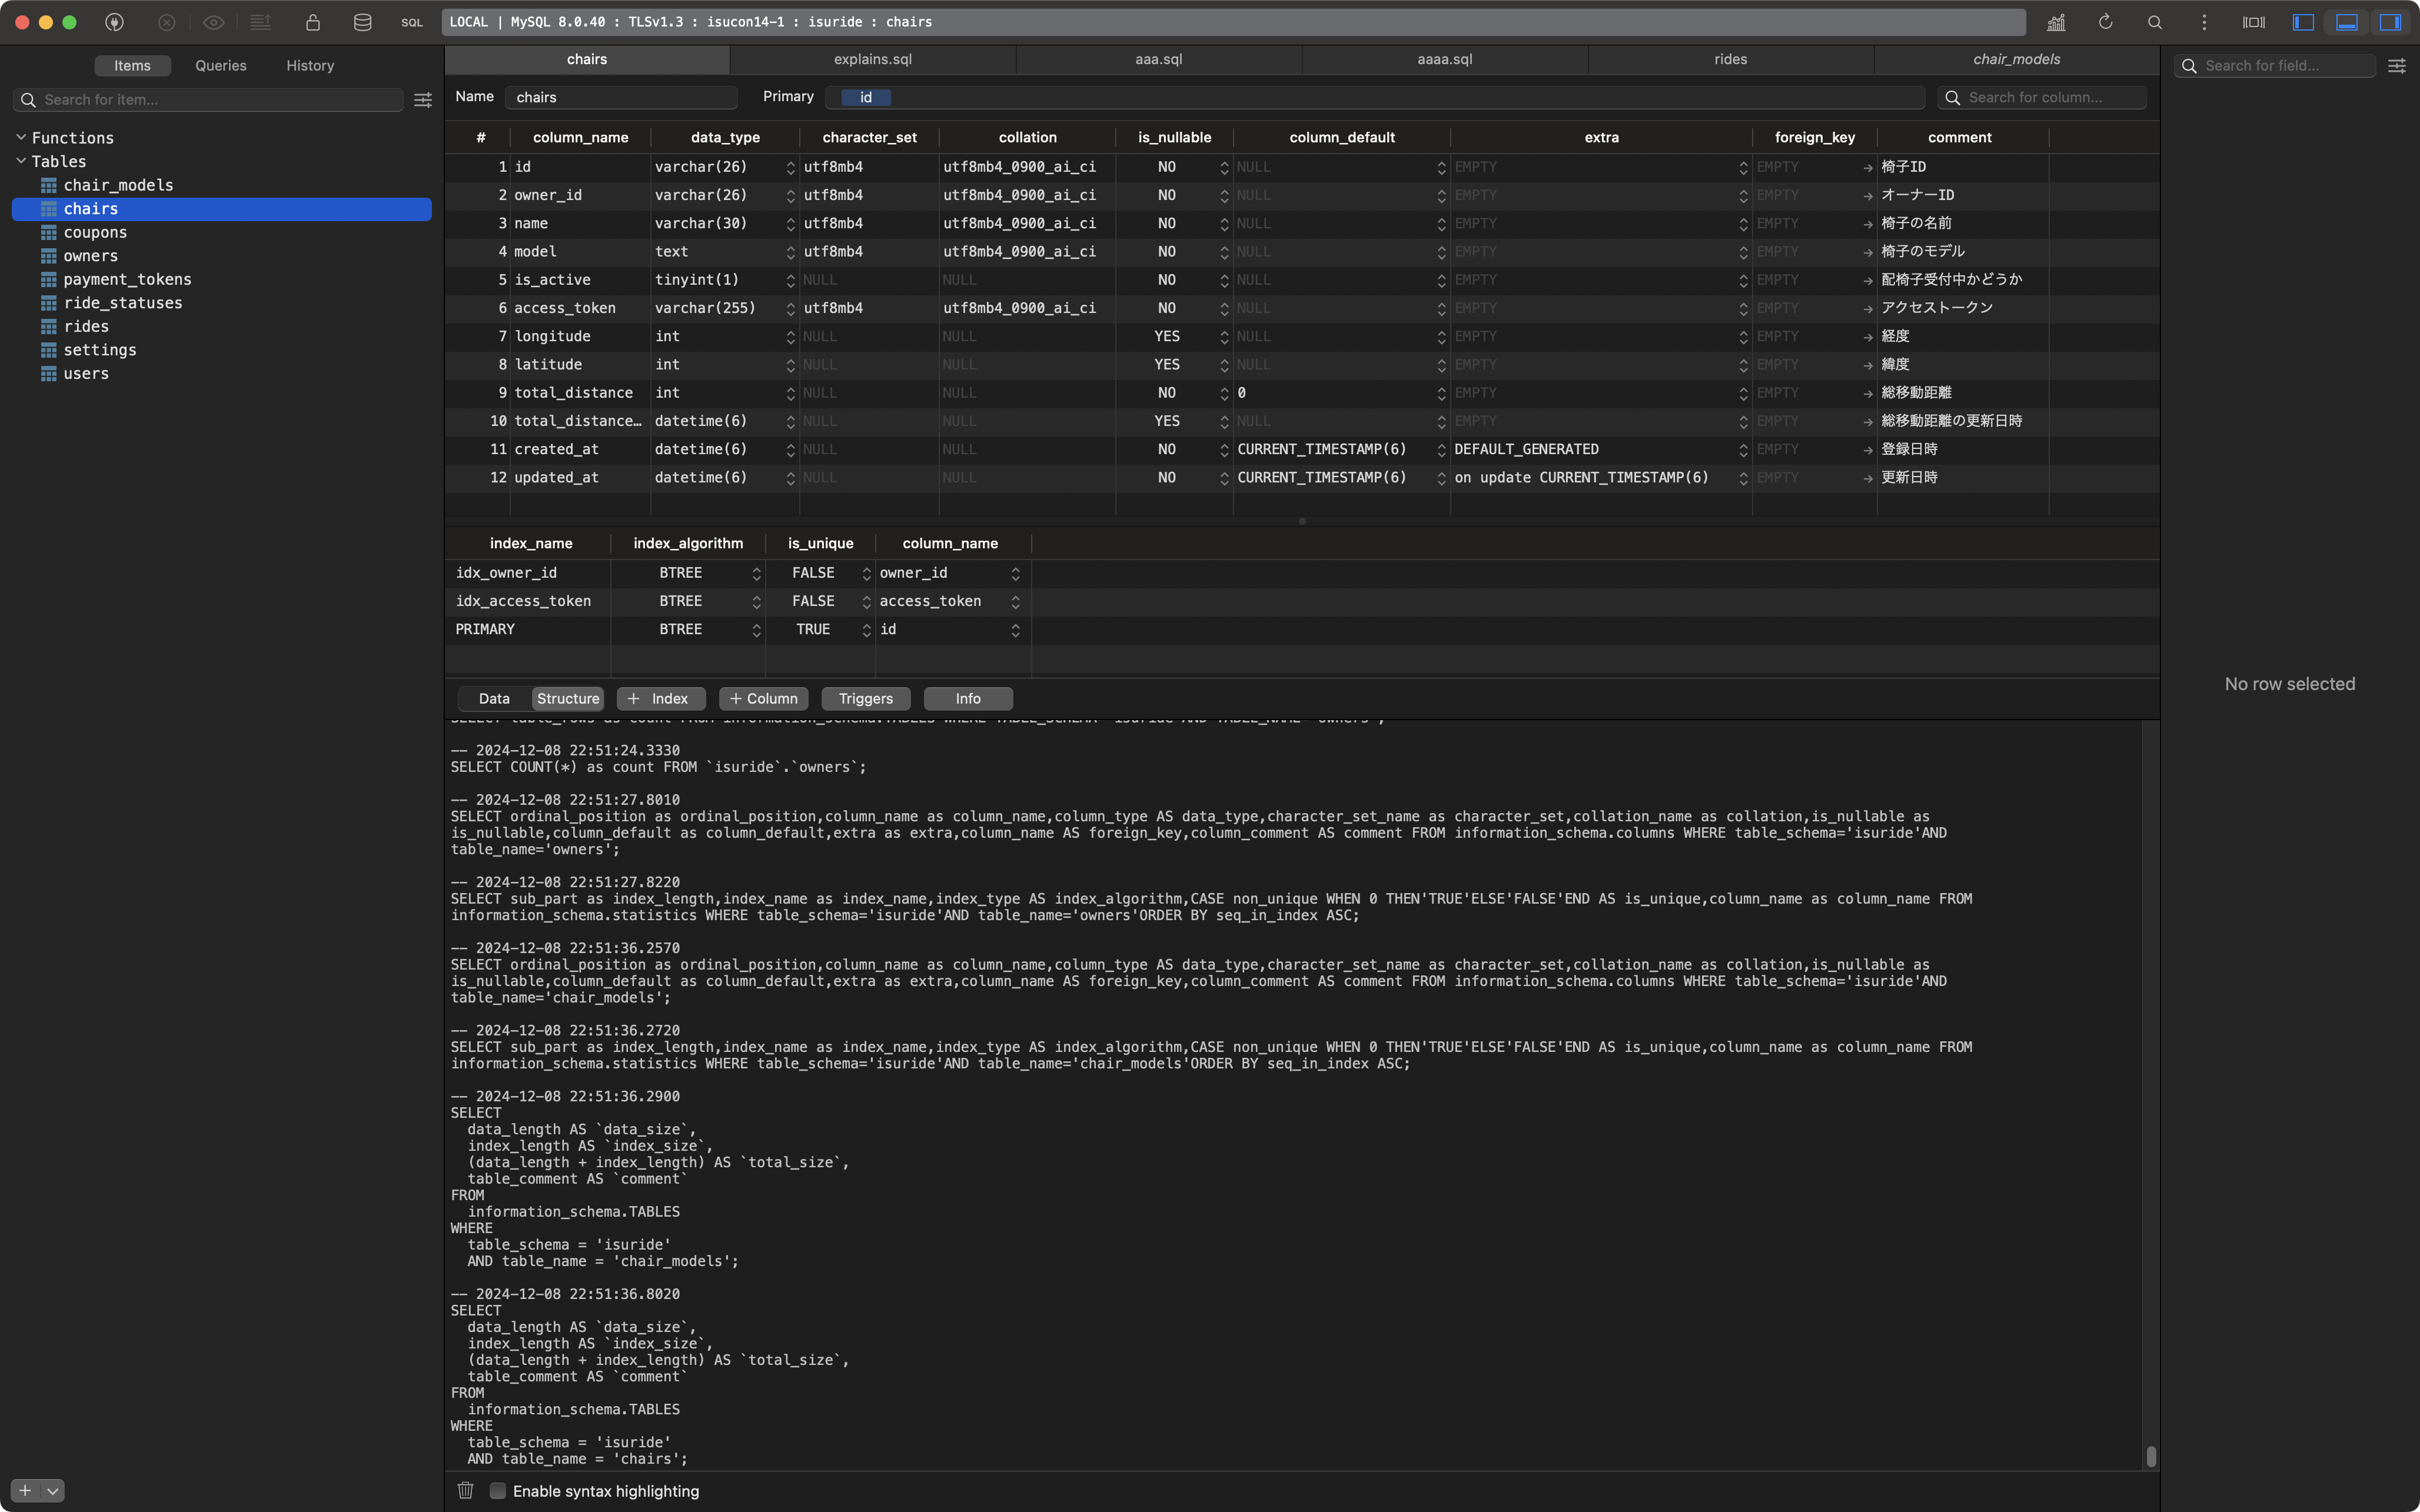 SQL
LOCAL | MySQL 8.0.40 : TLSv1.3 : isucon14-1 : isuride : chairs
Items Queries History
Search for item...
Functions
Tables
chair_models
chairs
coupons
owners
payment_tokens
ride_statuses
rides
settings
users
chairs explains.sql aaa.sql aaaa.sql rides chair_models
Name chairs Primary id Search for column...
# column_name data_type character_set collation is_nullable column_default extra foreign_key comment
1 id varchar(26) utf8mb4 utf8mb4_0900_ai_ci NO NULL EMPTY EMPTY 椅子ID
2 owner_id varchar(26) utf8mb4 utf8mb4_0900_ai_ci NO NULL EMPTY EMPTY オーナーID
3 name varchar(30) utf8mb4 utf8mb4_0900_ai_ci NO NULL EMPTY EMPTY 椅子の名前
4 model text utf8mb4 utf8mb4_0900_ai_ci NO NULL EMPTY EMPTY 椅子のモデル
5 is_active tinyint(1) NULL NULL NO NULL EMPTY EMPTY 配椅子受付中かどうか
6 access_token varchar(255) utf8mb4 utf8mb4_0900_ai_ci NO NULL EMPTY EMPTY アクセストークン
7 longitude int NULL NULL YES NULL EMPTY EMPTY 経度
8 latitude int NULL NULL YES NULL EMPTY EMPTY 緯度
9 total_distance int NULL NULL NO 0 EMPTY EMPTY 総移動距離
10 total_distance… datetime(6) NULL NULL YES NULL EMPTY EMPTY 総移動距離の更新日時
11 created_at datetime(6) NULL NULL NO CURRENT_TIMESTAMP(6) DEFAULT_GENERATED EMPTY 登録日時
12 updated_at datetime(6) NULL NULL NO CURRENT_TIMESTAMP(6) on update CURRENT_TIMESTAMP(6) EMPTY 更新日時
index_name index_algorithm is_unique column_name
idx_owner_id BTREE FALSE owner_id
idx_access_token BTREE FALSE access_token
PRIMARY BTREE TRUE id
Data Structure + Index + Column Triggers Info
SELECT table_rows as count FROM information_schema.TABLES WHERE TABLE_SCHEMA='isuride'AND TABLE_NAME='owners';
-- 2024-12-08 22:51:24.3330
SELECT COUNT(*) as count FROM `isuride`.`owners`;
-- 2024-12-08 22:51:27.8010
SELECT ordinal_position as ordinal_position,column_name as column_name,column_type AS data_type,character_set_name as character_set,collation_name as collation,is_nullable as
is_nullable,column_default as column_default,extra as extra,column_name AS foreign_key,column_comment AS comment FROM information_schema.columns WHERE table_schema='isuride'AND
table_name='owners';
-- 2024-12-08 22:51:27.8220
SELECT sub_part as index_length,index_name as index_name,index_type AS index_algorithm,CASE non_unique WHEN 0 THEN'TRUE'ELSE'FALSE'END AS is_unique,column_name as column_name FROM
information_schema.statistics WHERE table_schema='isuride'AND table_name='owners'ORDER BY seq_in_index ASC;
-- 2024-12-08 22:51:36.2570
SELECT ordinal_position as ordinal_position,column_name as column_name,column_type AS data_type,character_set_name as character_set,collation_name as collation,is_nullable as
is_nullable,column_default as column_default,extra as extra,column_name AS foreign_key,column_comment AS comment FROM information_schema.columns WHERE table_schema='isuride'AND
table_name='chair_models';
-- 2024-12-08 22:51:36.2720
SELECT sub_part as index_length,index_name as index_name,index_type AS index_algorithm,CASE non_unique WHEN 0 THEN'TRUE'ELSE'FALSE'END AS is_unique,column_name as column_name FROM
information_schema.statistics WHERE table_schema='isuride'AND table_name='chair_models'ORDER BY seq_in_index ASC;
-- 2024-12-08 22:51:36.2900
SELECT
data_length AS `data_size`,
index_length AS `index_size`,
(data_length + index_length) AS `total_size`,
table_comment AS `comment`
FROM
information_schema.TABLES
WHERE
table_schema = 'isuride'
AND table_name = 'chair_models';
-- 2024-12-08 22:51:36.8020
SELECT
data_length AS `data_size`,
index_length AS `index_size`,
(data_length + index_length) AS `total_size`,
table_comment AS `comment`
FROM
information_schema.TABLES
WHERE
table_schema = 'isuride'
AND table_name = 'chairs';
Enable syntax highlighting
Search for field...
No row selected